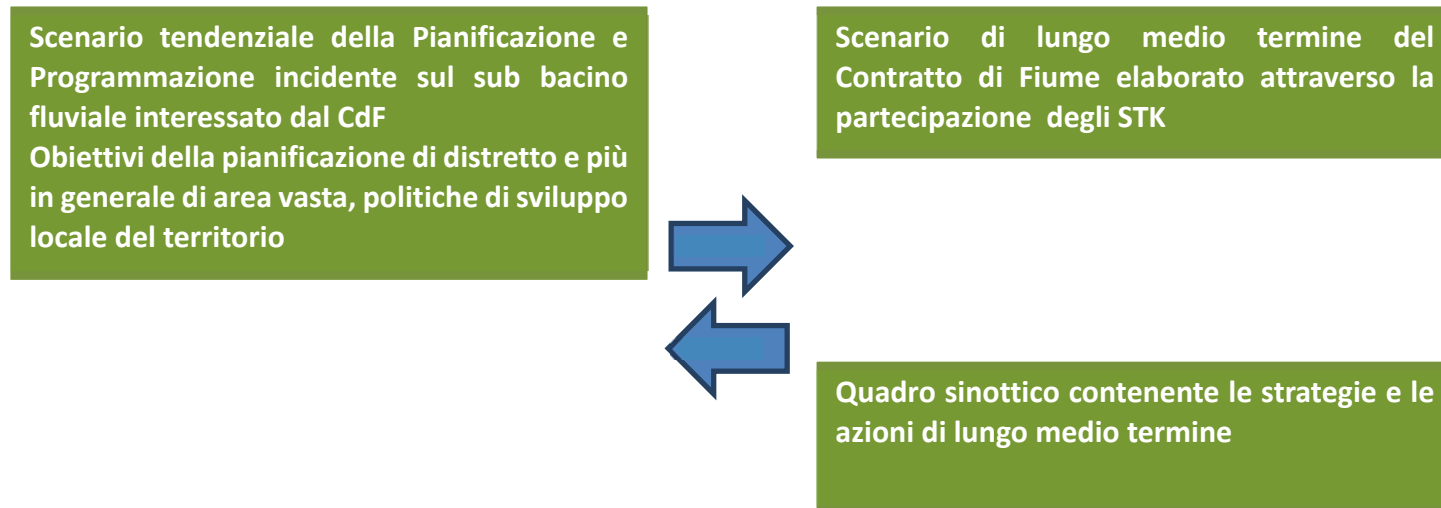 Scenario tendenziale della Pianificazione e
Programmazione incidente sul sub bacino
fluviale interessato dal CdF
Obiettivi della pianificazione di distretto e più
in generale di area vasta, politiche di sviluppo
locale del territorio
Scenario di lungo medio termine del
Contratto di Fiume elaborato attraverso la
partecipazione degli STK
Quadro sinottico contenente le strategie e le
azioni di lungo medio termine